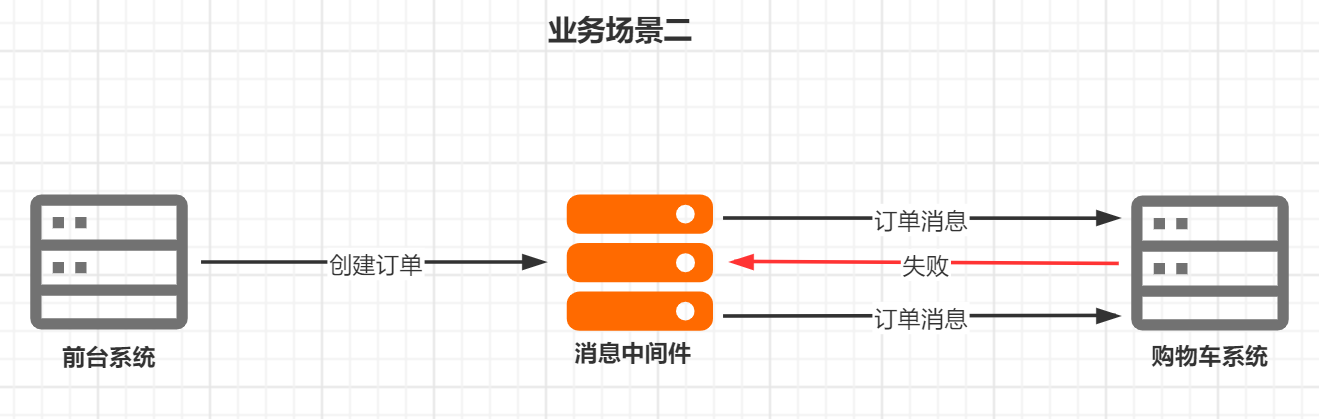 业务场景二
订单消息
创建订单
失败
订单消息
前台系统
消息中间件
购物车系统